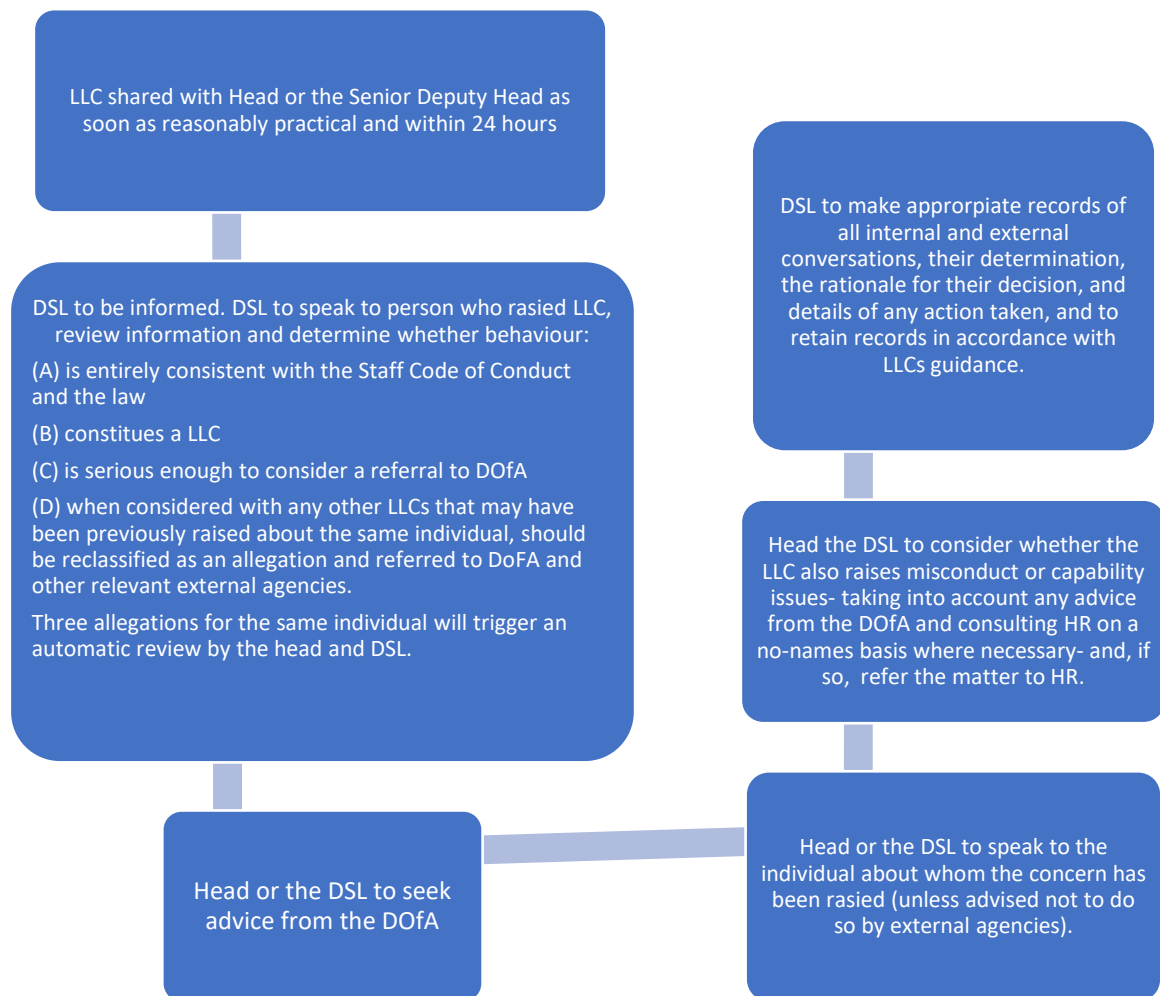 LLC shared with Head or the Senior Deputy Head as
soon as reasonably practical and within 24 hours
DSL to be informed. DSL to speak to person who rasied LLC,
review information and determine whether behaviour:
(A) is entirely consistent with the Staff Code of Conduct
and the law
(B) constitues a LLC
(C) is serious enough to consider a referral to DOfA
(D) when considered with any other LLCs that may have
been previously raised about the same individual, should
be reclassified as an allegation and referred to DoFA and
other relevant external agencies.
Three allegations for the same individual will trigger an
automatic review by the head and DSL.
Head or the DSL to seek
advice from the DOfA
Head or the DSL to speak to the
individual about whom the concern has
been rasied (unless advised not to do
so by external agencies).
Head the DSL to consider whether the
LLC also raises misconduct or capability
issues- taking into account any advice
from the DOfA and consulting HR on a
no-names basis where necessary- and, if
so, refer the matter to HR.
DSL to make approrpiate records of
all internal and external
conversations, their determination,
the rationale for their decision, and
details of any action taken, and to
retain records in accordance with
LLCs guidance.